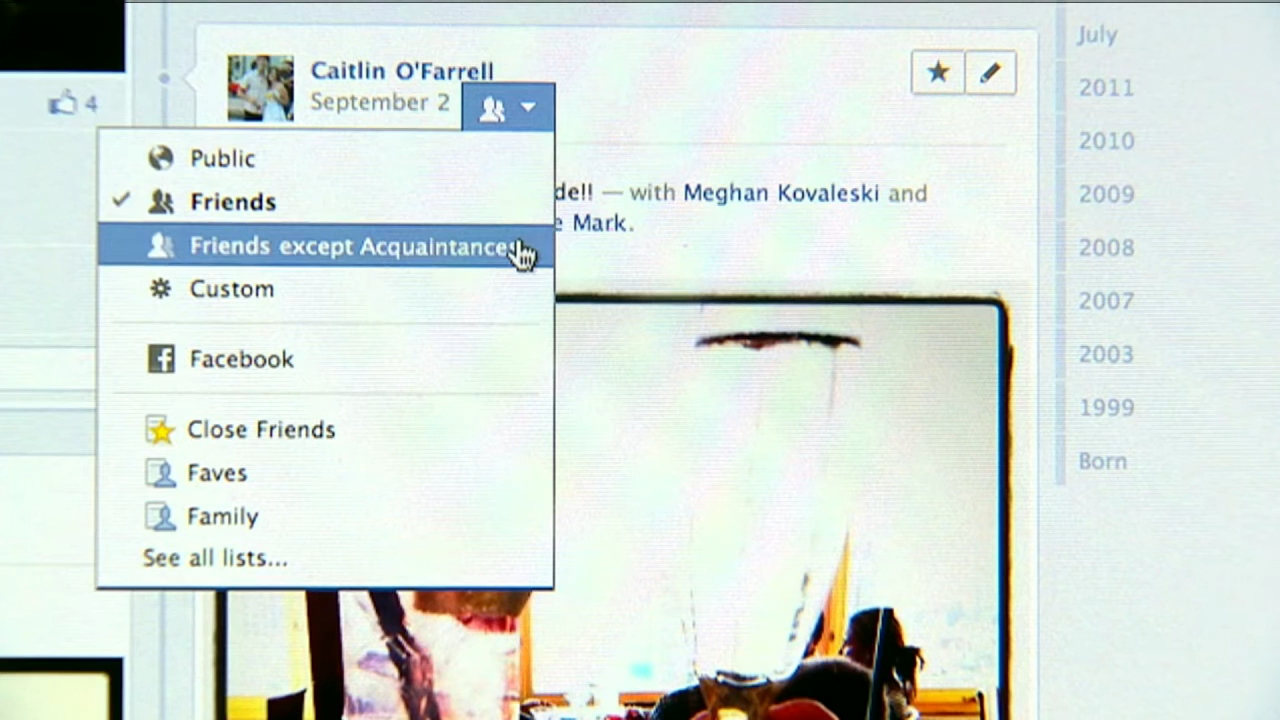 Caitlin O'Farrell
September 2
4
Public
Friends
Friends except Acquaintances
Custom
Facebook
Close Friends
Faves
Family
See all lists...
de!! — with Meghan Kovaleski and
e Mark.
July
2011
2010
2009
2008
2007
2003
1999
Born